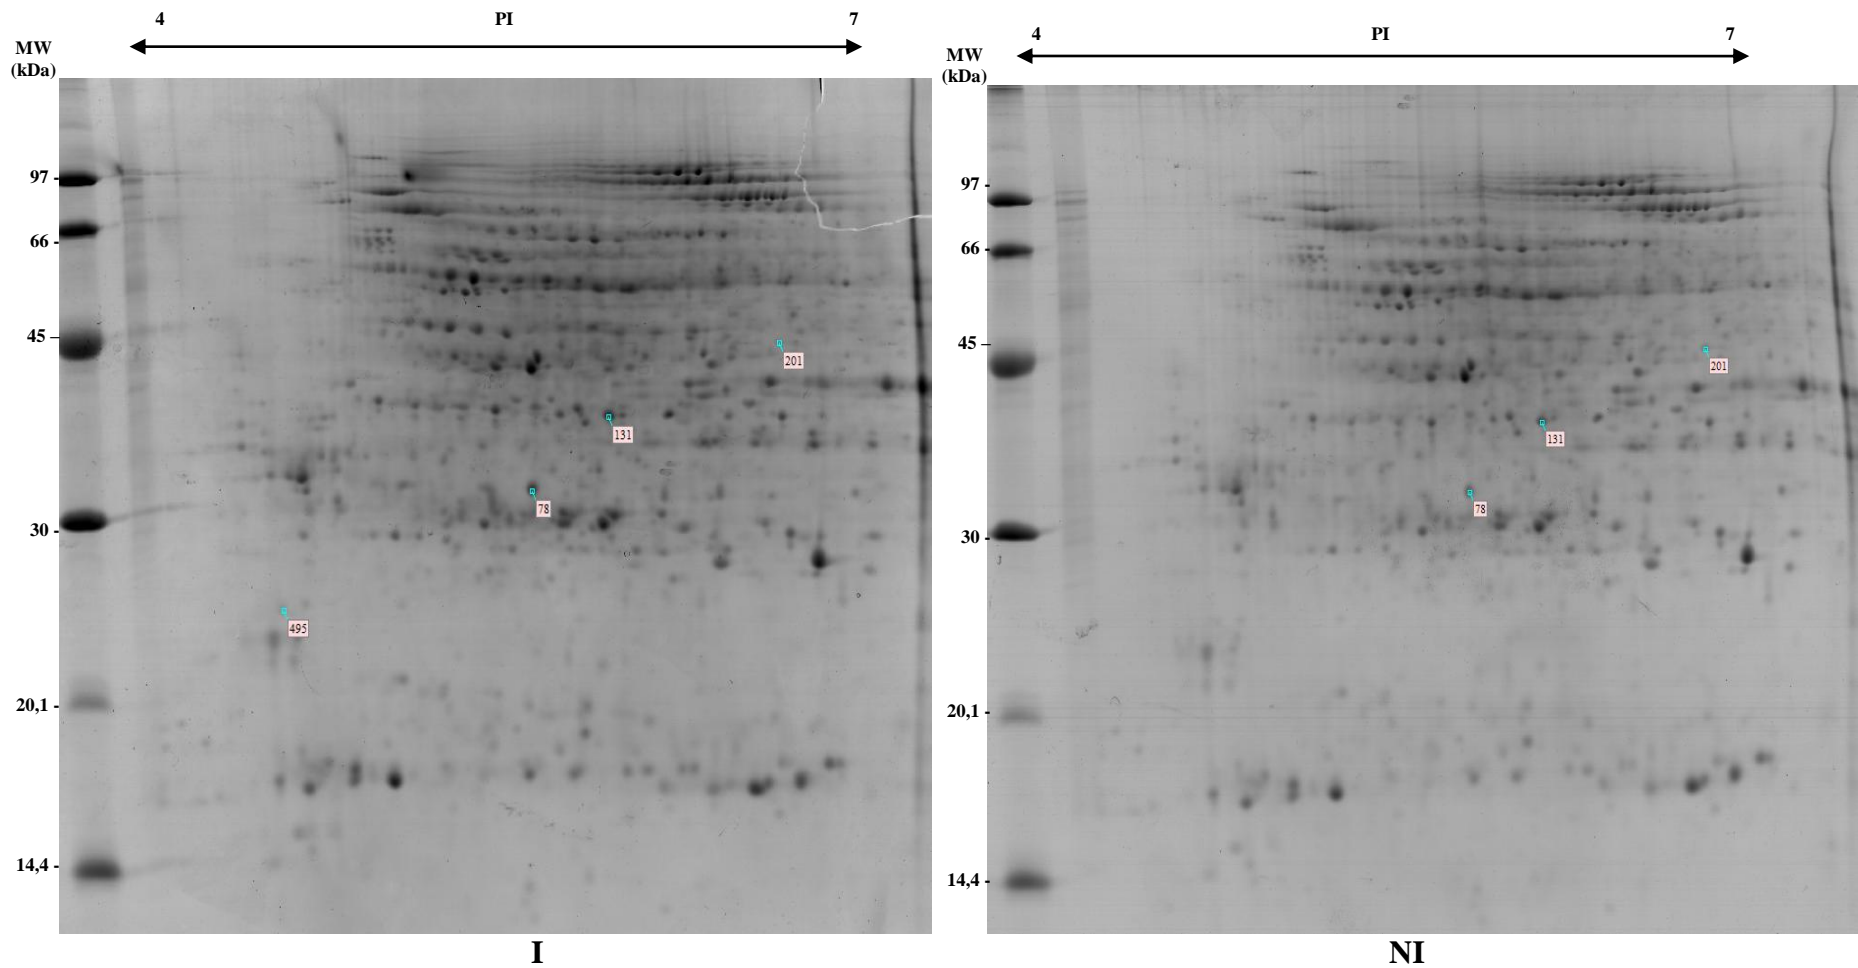 4 PI 7
MW
(kDa)
97 -
66 -
45 –
30 -
20,1 -
14,4 -
201
131
78
495
I
4 PI 7
MW
(kDa)
97 -
66 -
45 –
30 -
20,1 -
14,4 -
201
131
78
NI